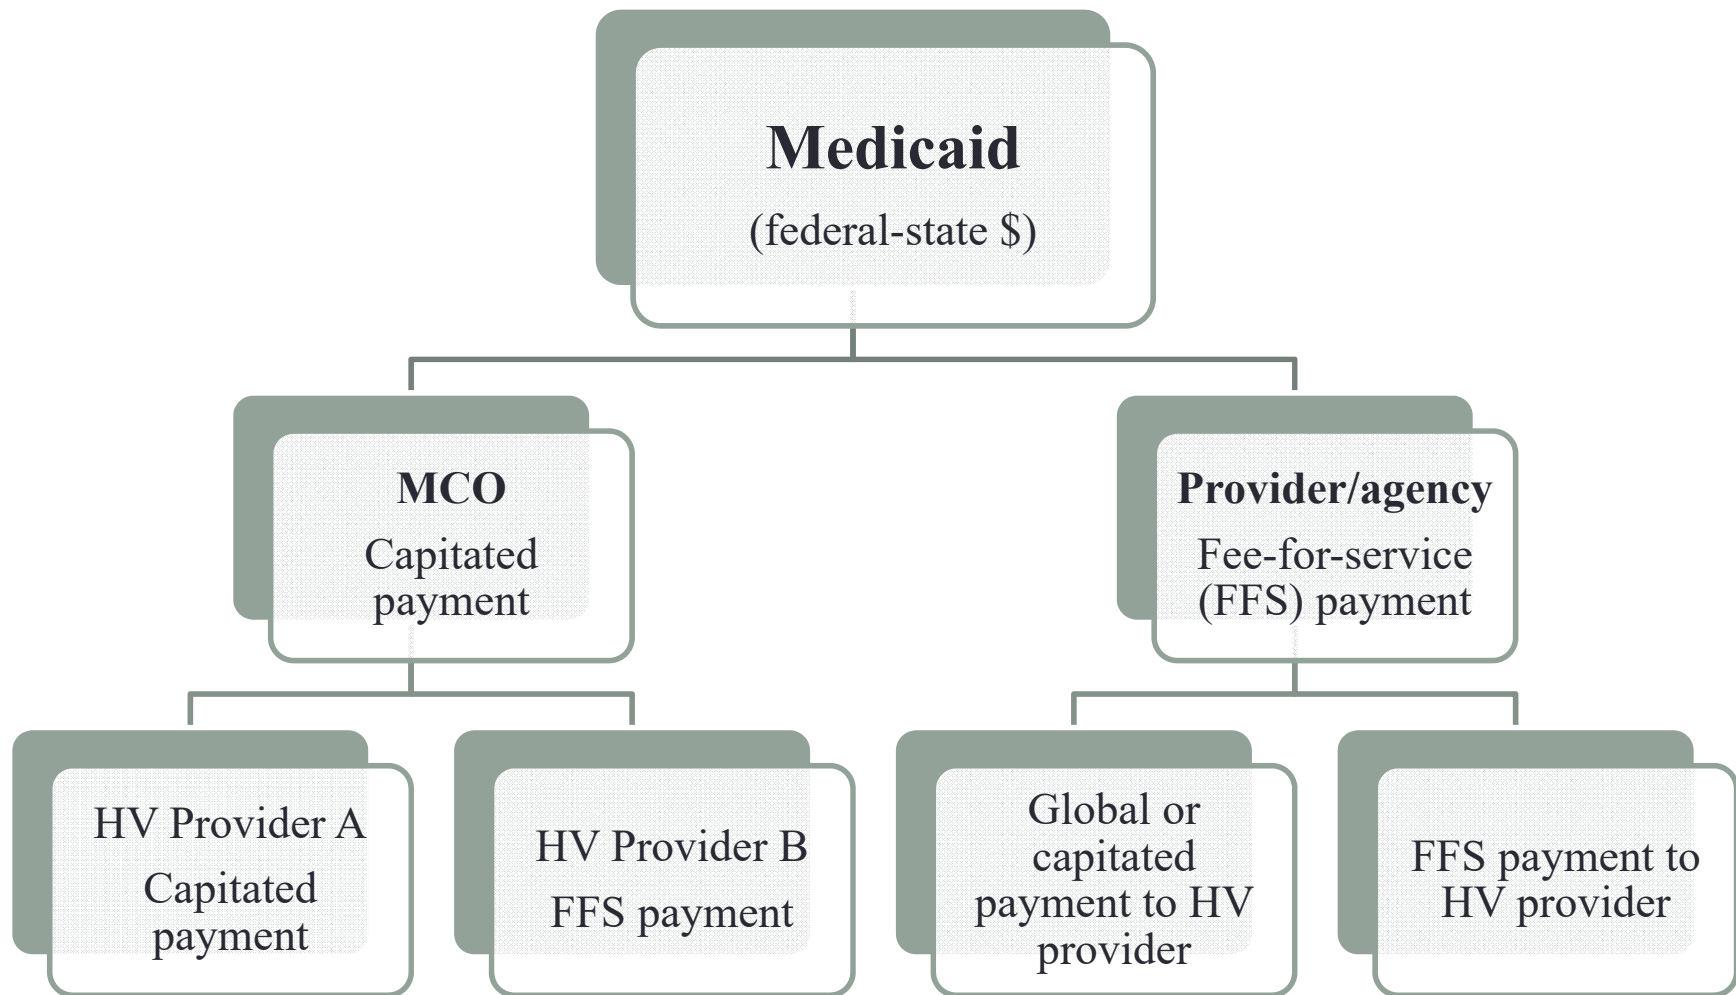 Medicaid
(federal-state $)
MCO
Capitated
payment
Provider/agency
Fee-for-service
(FFS) payment
HV Provider A
Capitated
payment
HV Provider B
FFS payment
Global or
capitated
payment to HV
provider
FFS payment to
HV provider